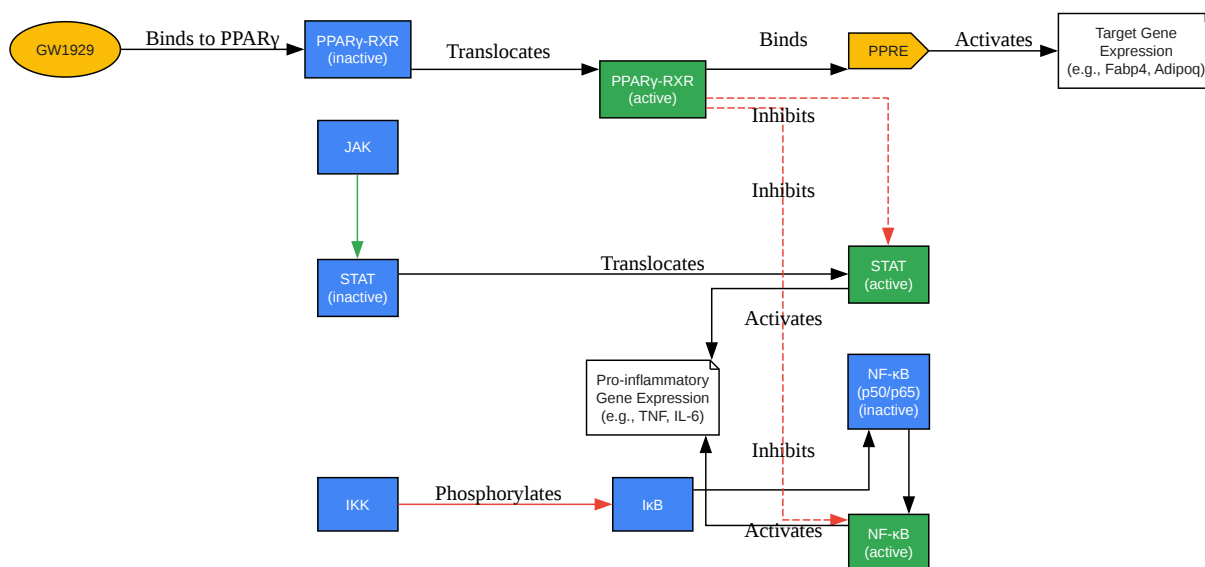 GW1929
Binds to PPARγ
PPARγ-RXR
(inactive)
Translocates
PPARγ-RXR
(active)
Binds
PPRE
Activates
Target Gene
Expression
(e.g., Fabp4, Adipoq)
Inhibits
JAK
Inhibits
STAT
(inactive)
Translocates
STAT
(active)
Activates
Pro-inflammatory
Gene Expression
(e.g., TNF, IL-6)
NF-κB
(p50/p65)
(inactive)
Inhibits
IKK
Phosphorylates
IκB
Activates
NF-κB
(active)